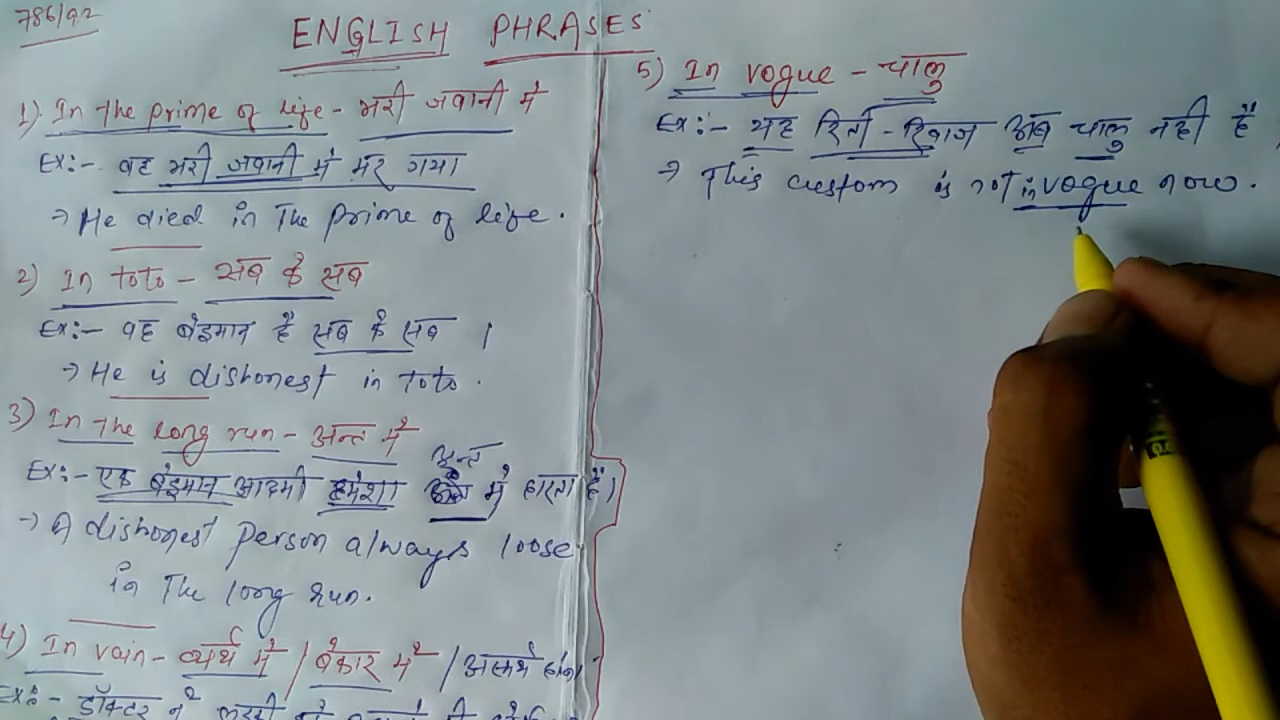 786/92
ENGLISH PHRASES
1) In the prime of life - भरी जवानी में
Ex:- वह भरी जवानी में मर गया
→ He died in The prime of life.
2) In toto - सब के सब
Ex:- वह बेइमान है सब के सब ।
→ He is dishonest in toto.
3) In the long run - अन्त में
अन्त
Ex:- एक बेइमान आदमी हमेशा में हारता है।
→ A dishonest person always loose
in The long run.
4) In vain - व्यर्थ में / बेकार में /
Ex:- डॉक्टर ने
5) In vogue - चालु
Ex:- यह रिती-रिवाज अब चालु नही है
→ This custom is not in vogue now.